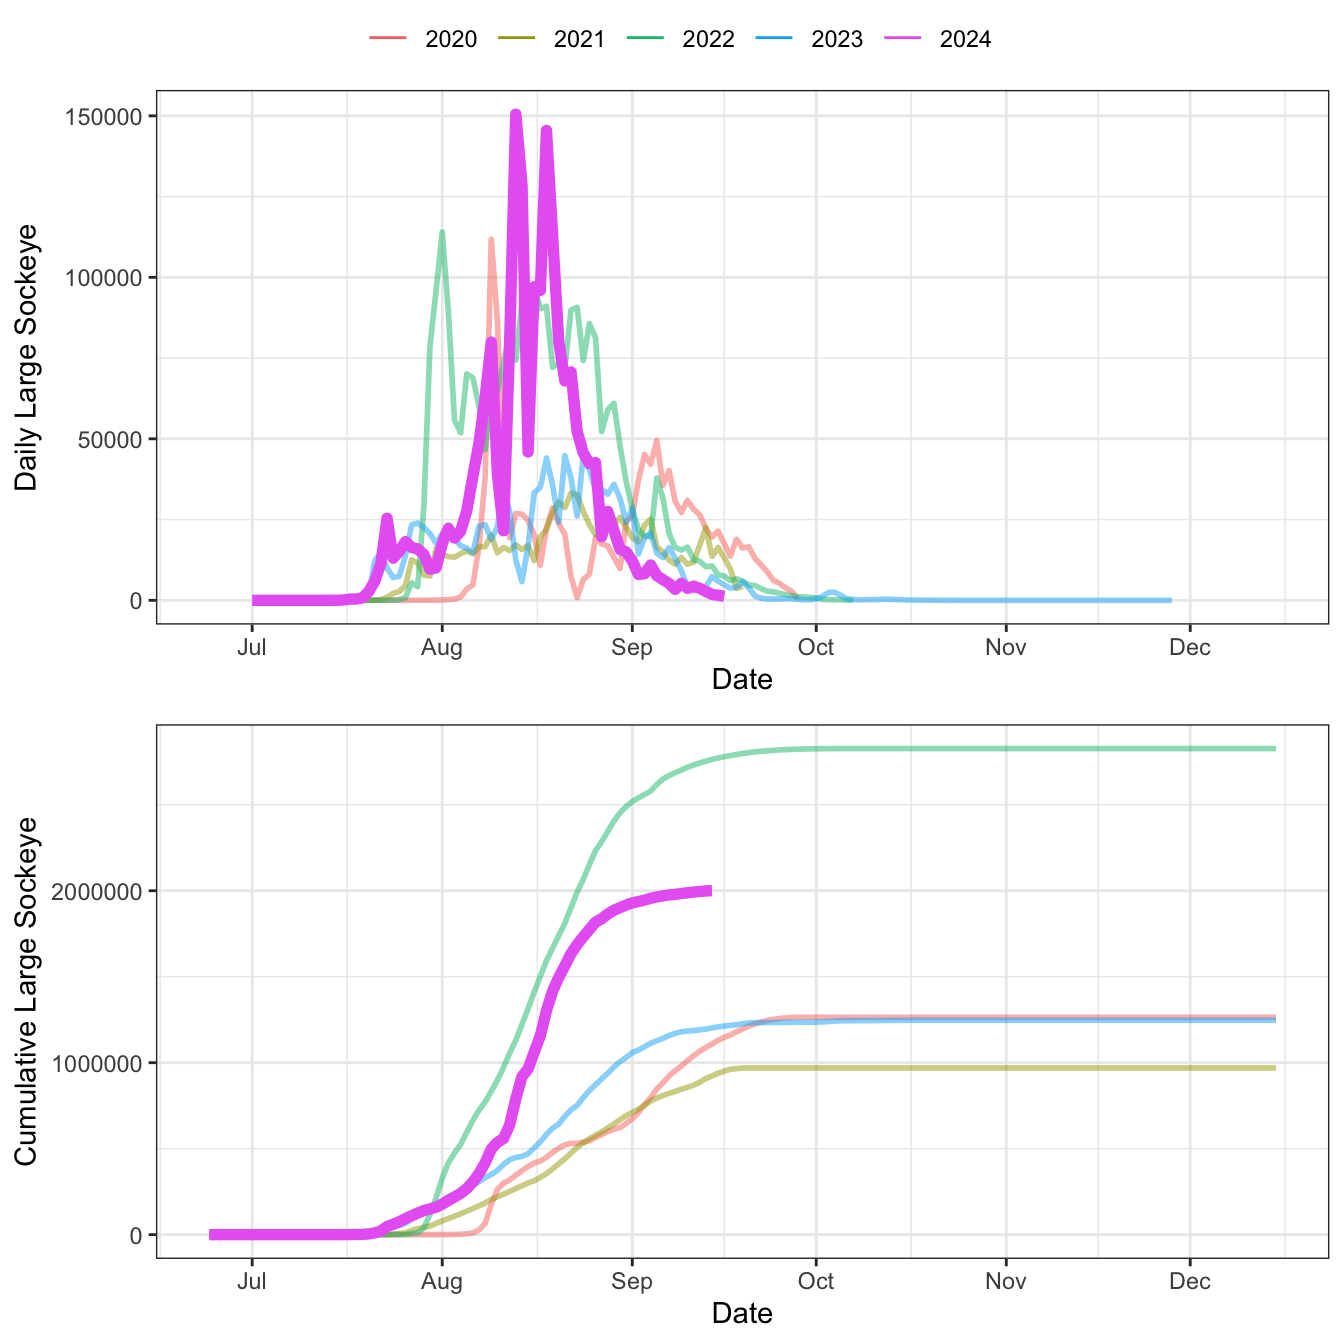 2020 2021 2022 2023 2024
Daily Large Sockeye
150000
100000
50000
0
Jul Aug Sep Oct Nov Dec
Date
Cumulative Large Sockeye
2000000
1000000
0
Jul Aug Sep Oct Nov Dec
Date